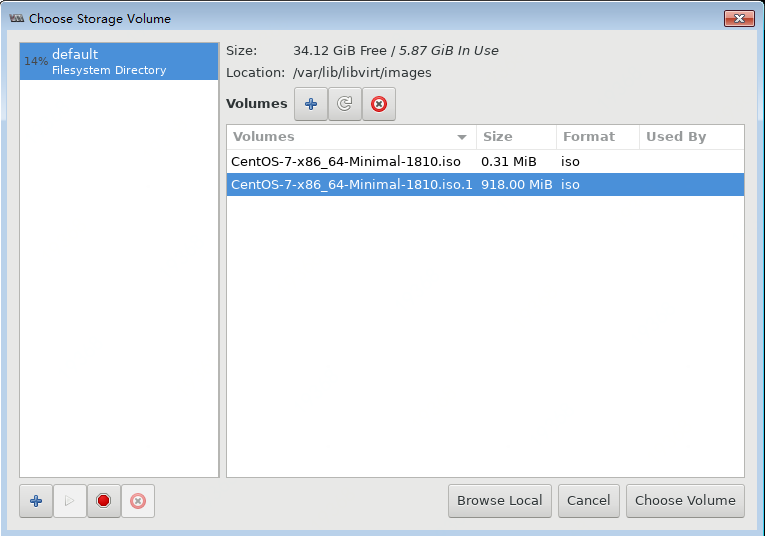 Choose Storage Volume
14% default
Filesystem Directory
Size: 34.12 GiB Free / 5.87 GiB In Use
Location: /var/lib/libvirt/images
Volumes
Volumes Size Format Used By
CentOS-7-x86_64-Minimal-1810.iso 0.31 MiB iso
CentOS-7-x86_64-Minimal-1810.iso.1 918.00 MiB iso
Browse Local Cancel Choose Volume